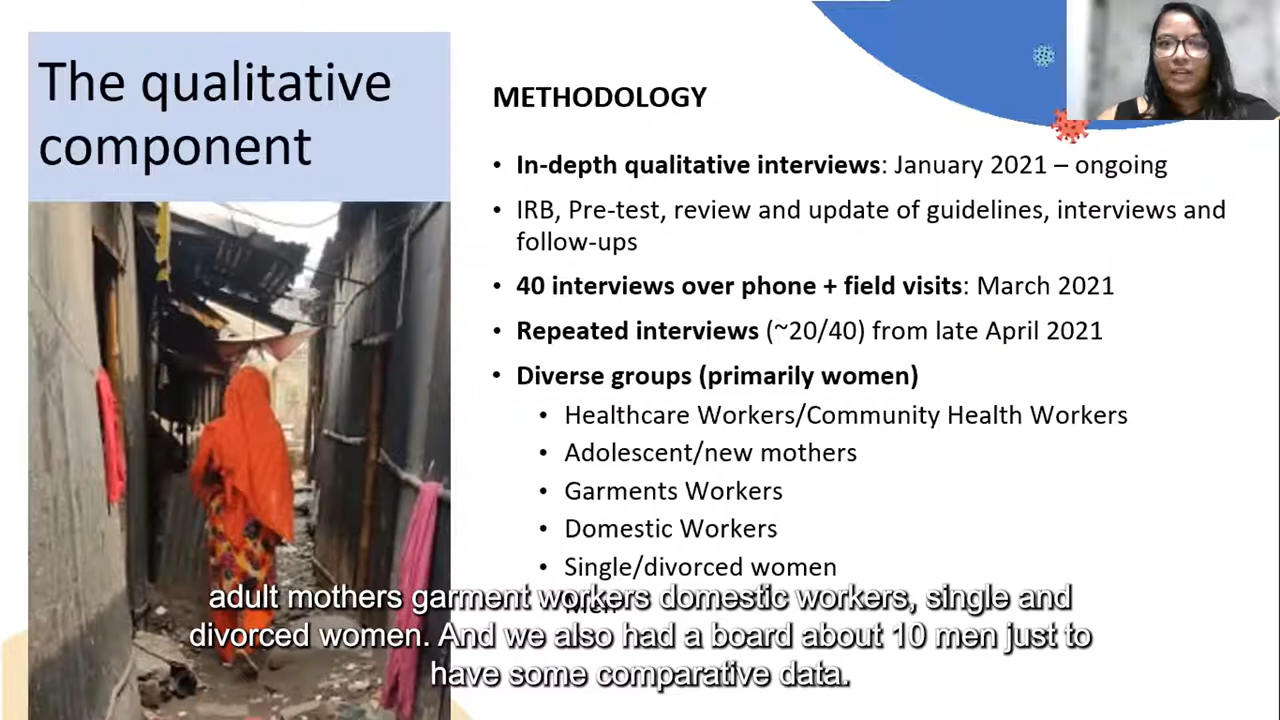 The qualitative
component
METHODOLOGY
• In-depth qualitative interviews: January 2021 – ongoing
• IRB, Pre-test, review and update of guidelines, interviews and
follow-ups
• 40 interviews over phone + field visits: March 2021
• Repeated interviews (~20/40) from late April 2021
• Diverse groups (primarily women)
• Healthcare Workers/Community Health Workers
• Adolescent/new mothers
• Garments Workers
• Domestic Workers
• Single/divorced women
adult mothers garment workers domestic workers, single and
divorced women. And we also had a board about 10 men just to
have some comparative data.